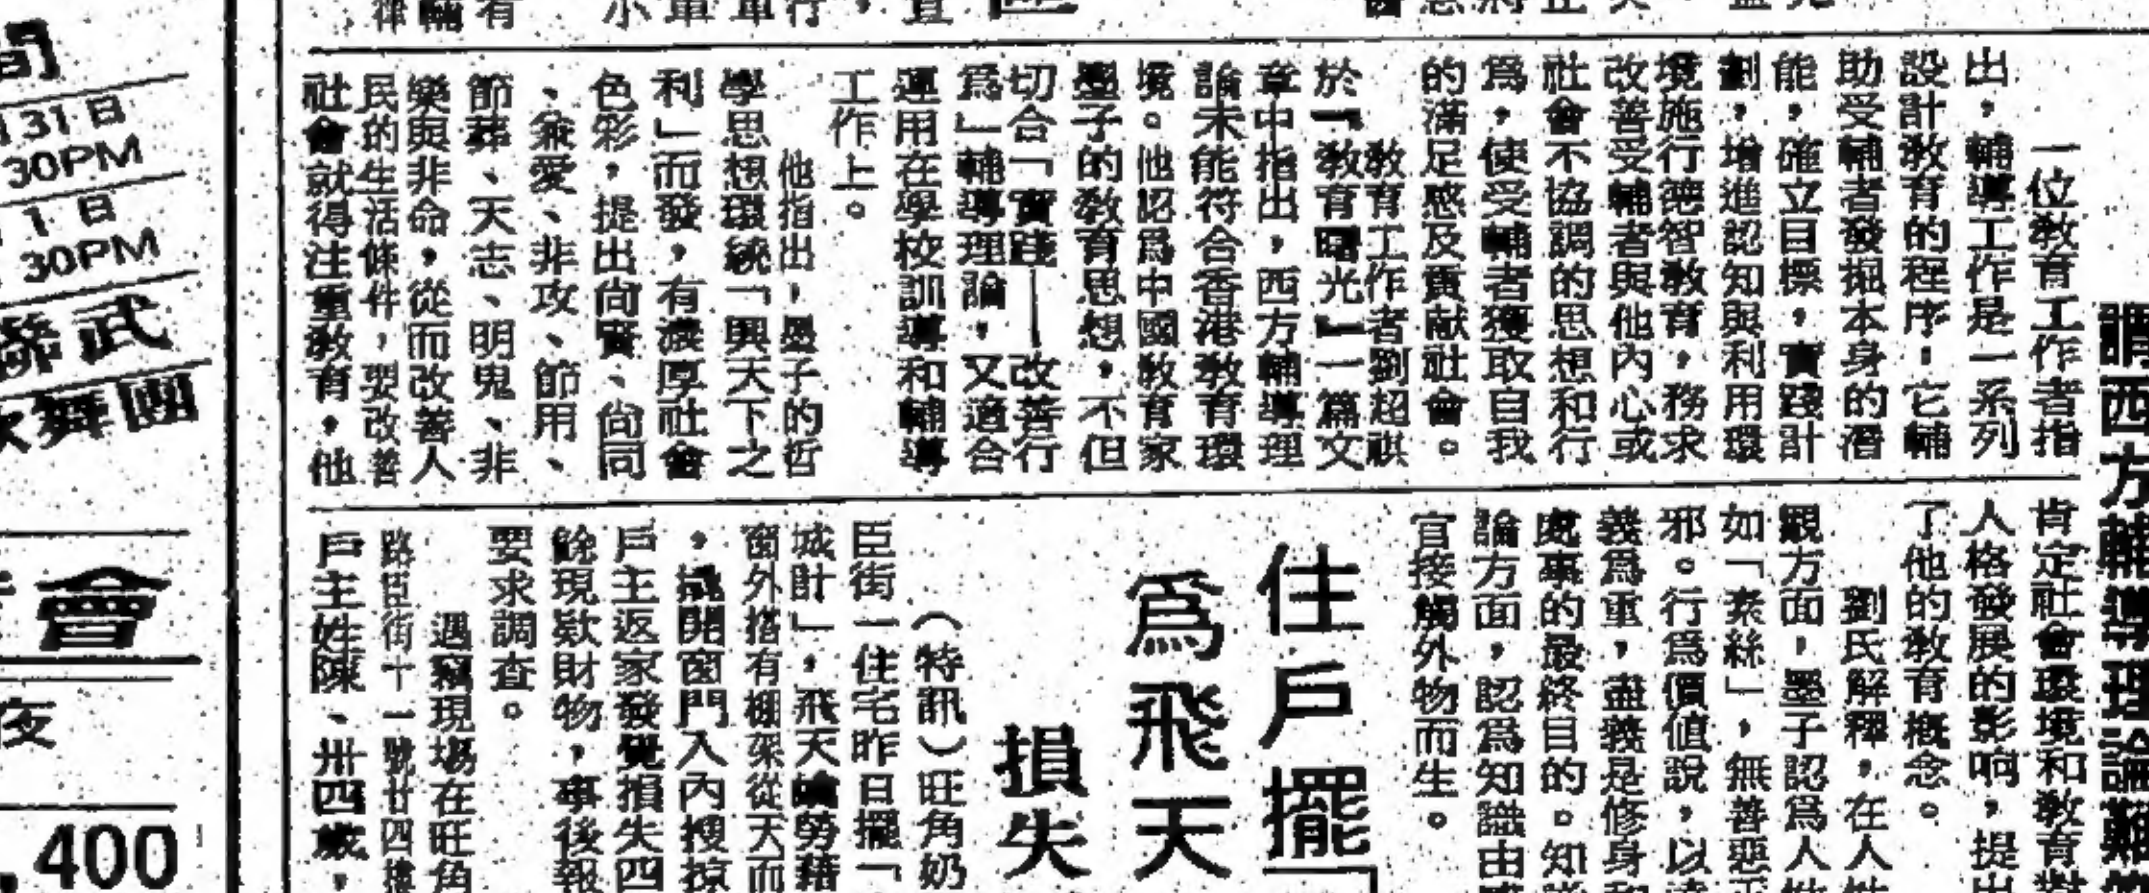 謂西方輔導理論難
一位教育工作者指
出，輔導工作是一系列
設計教育的程序，它輔
助受輔者發掘本身的潛
能，確立目標，實踐計
劃，增進認知與利用環
境施行德智教育，務求
改善受輔者與他內心或
社會不協調的思想和行
為，使受輔者獲取自我
的滿足感及貢獻社會。
教育工作者劉超祺
於「教育曙光」一篇文
章中指出，西方輔導理
論未能符合香港教育環
境。他認為中國教育家
墨子的教育思想，不但
切合「實踐——改善行
為」輔導理論，又適合
運用在學校訓導和輔導
工作上。
他指出，墨子的哲
學思想環繞「興天下之
利」而發，有濃厚社會
色彩，提出尚賢、尚同
、兼愛、非攻、節用、
節葬、天志、明鬼、非
樂與非命，從而改善人
民的生活條件，要改善
社會就得注重教育，他
肯定社會環境和教育對
人格發展的影响，提出
了他的教育概念。
劉氏解釋，在人性
觀方面，墨子認為人性
如「素絲」，無善惡正
邪。行為價值說，以達
義為重，盡義是修身和
處事的最終目的。知識
論方面，認為知識由感
官接觸外物而生。
住戶擺「
為飛天
損失
（特訊）旺角奶
臣街一住宅昨日擺「
城計」，飛天
窗外搭有棚架從天而
，撬開窗門入內搜掠
戶主返家發覺損失四
餘現欵財物，事後報
要求調查。
遇竊現場在旺角
路臣街十一號廿四樓
戶主姓陳、卅四歲，
31日
30PM
1日
30PM
武
歌舞團
會
夜
400